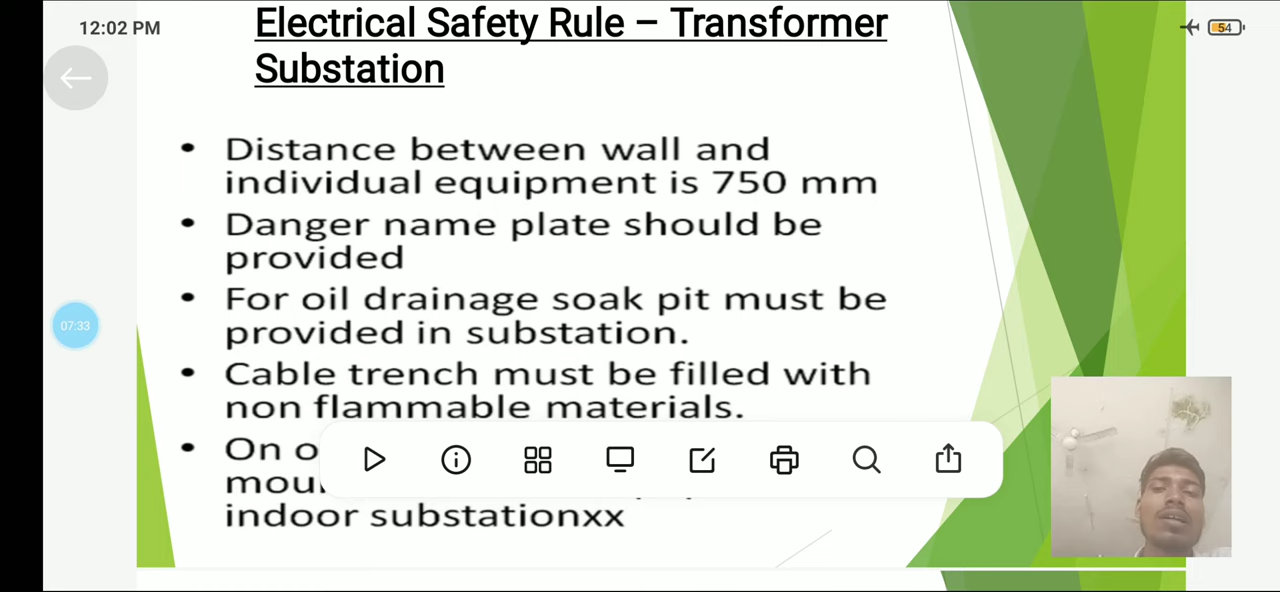 12:02 PM
54
Electrical Safety Rule – Transformer
Substation
• Distance between wall and
individual equipment is 750 mm
• Danger name plate should be
provided
• For oil drainage soak pit must be
provided in substation.
07:33
• Cable trench must be filled with
non flammable materials.
• On
indoor substationxx